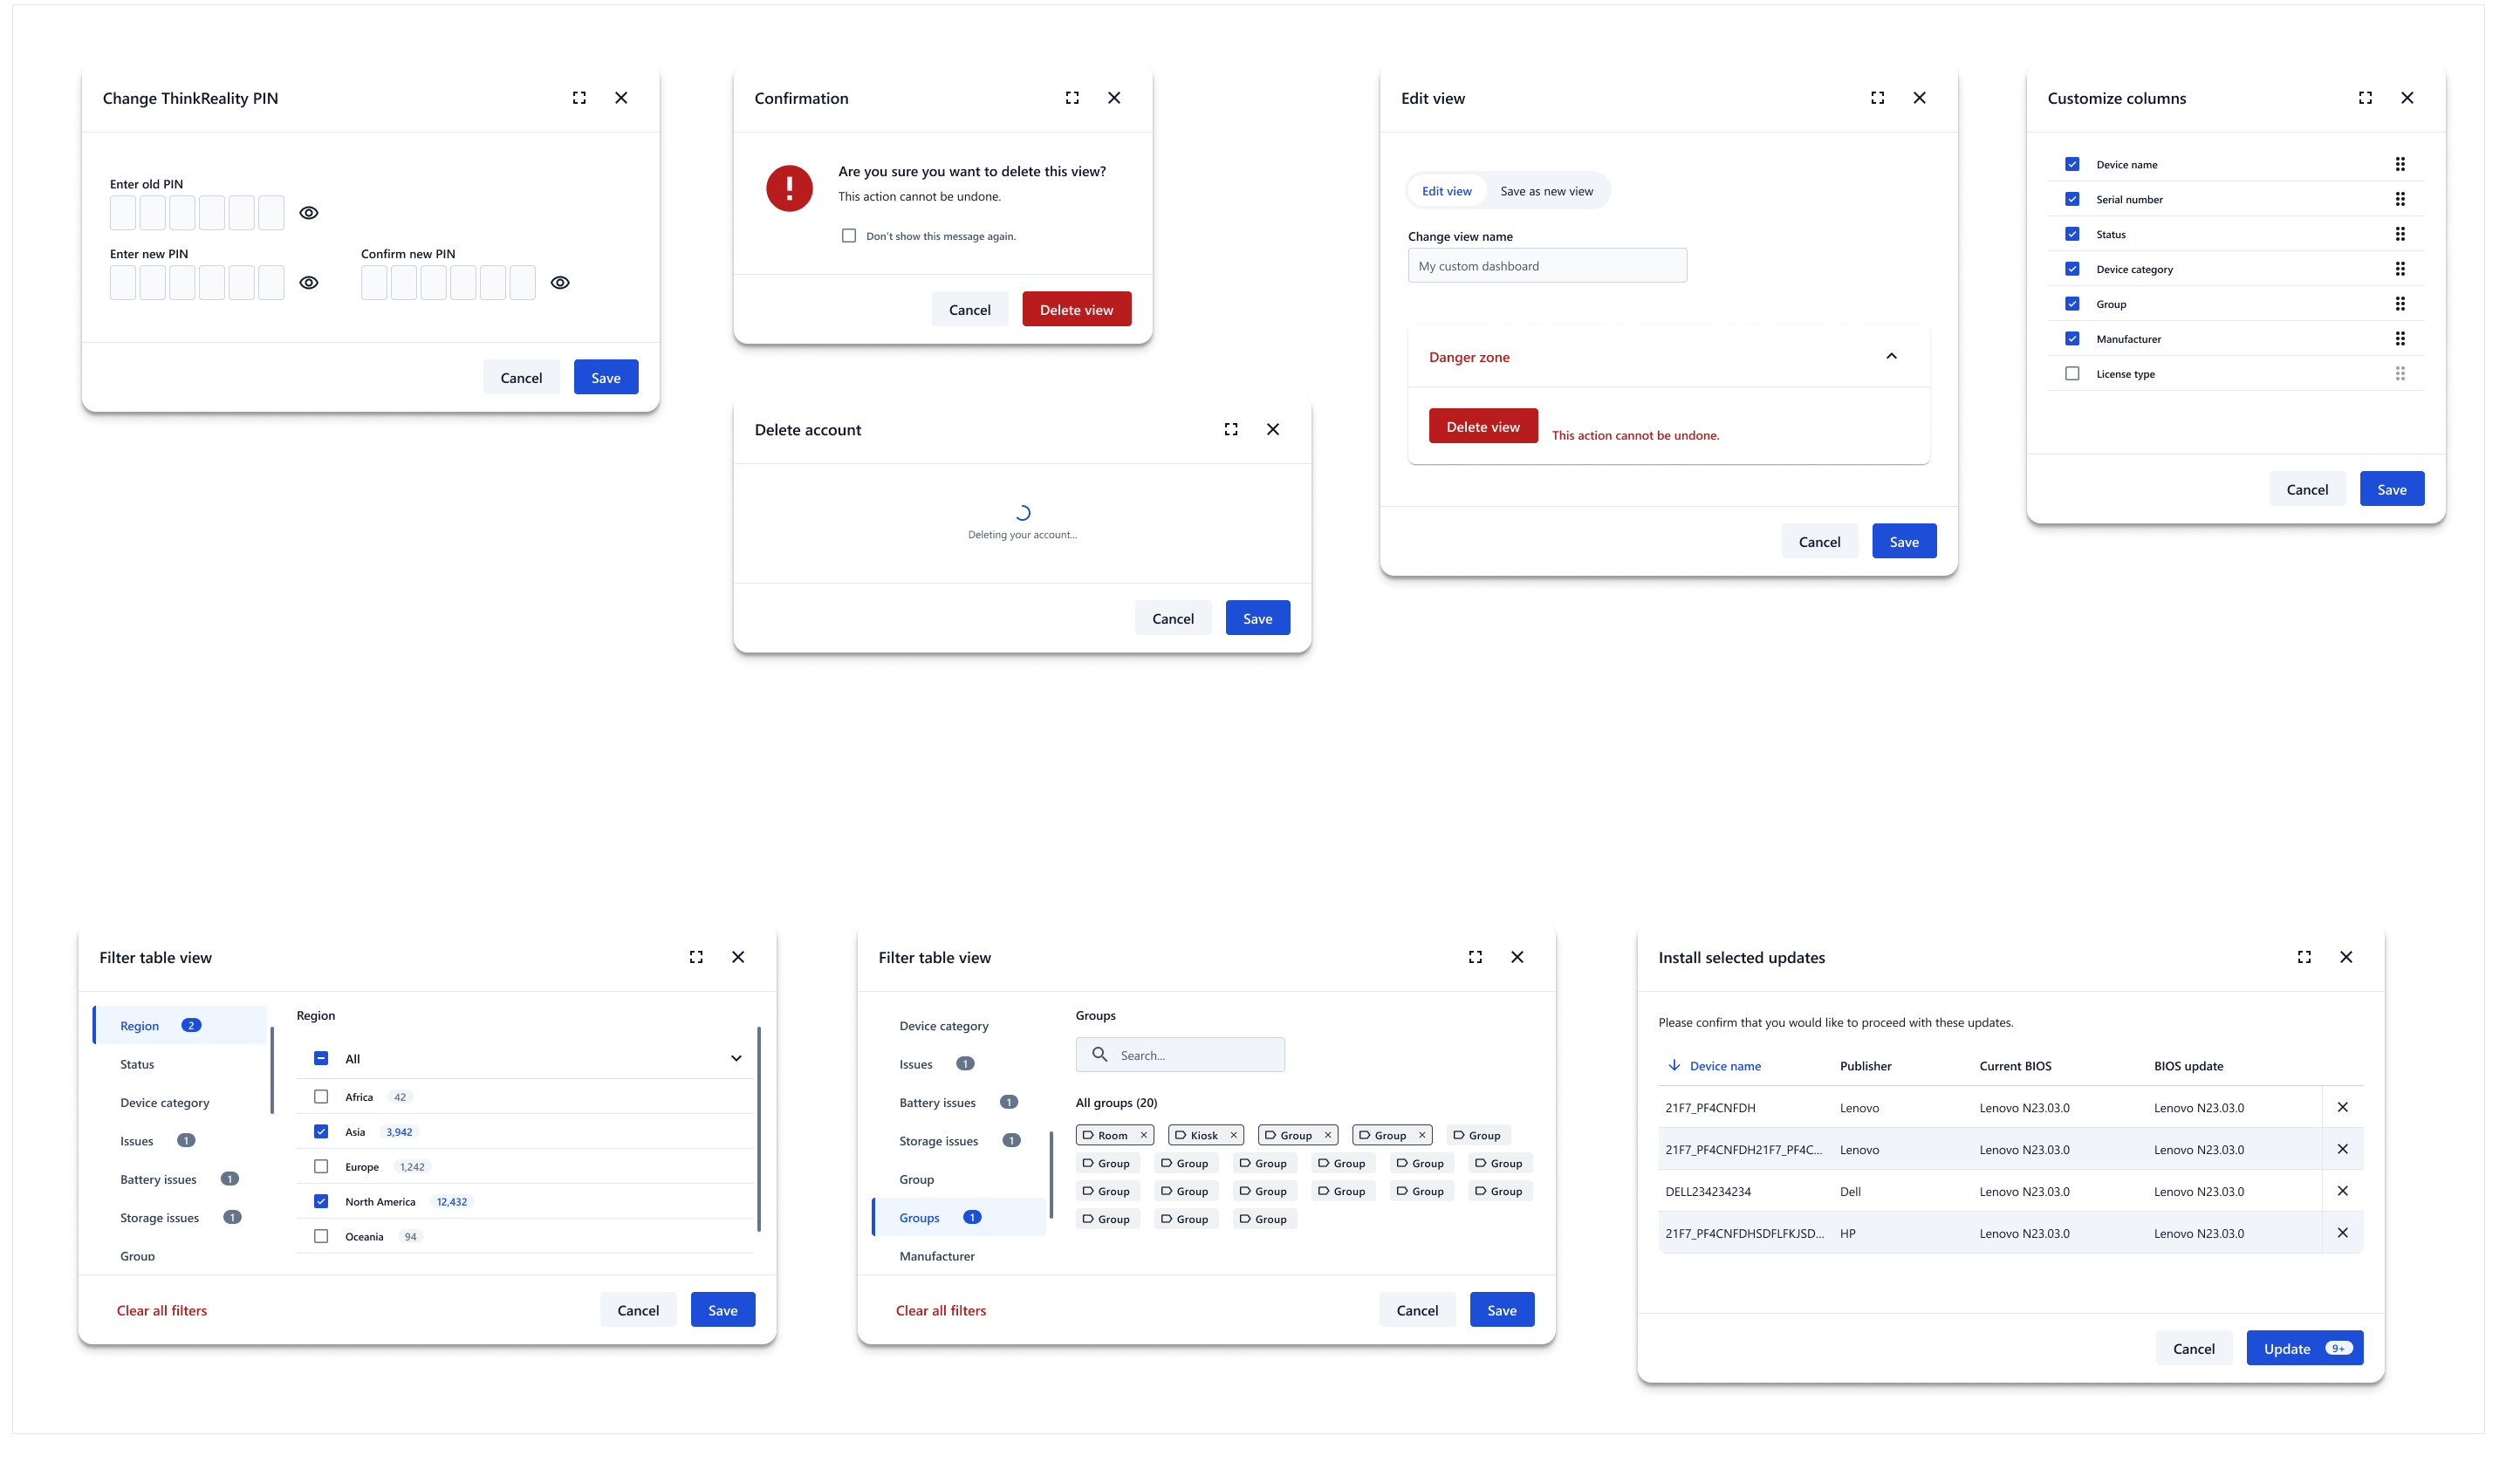 Change ThinkReality PIN
Enter old PIN
Enter new PIN
Confirm new PIN
Cancel
Save
Confirmation
Are you sure you want to delete this view?
This action cannot be undone.
Don't show this message again.
Cancel
Delete view
Delete account
Deleting your account...
Cancel
Save
Edit view
Edit view
Save as new view
Change view name
My custom dashboard
Danger zone
Delete view
This action cannot be undone.
Cancel
Save
Customize columns
Device name
Serial number
Status
Device category
Group
Manufacturer
License type
Cancel
Save
Filter table view
Region 2
Status
Device category
Issues 1
Battery issues 1
Storage issues 1
Group
Region
All
Africa 42
Asia 3,942
Europe 1,242
North America 12,432
Oceania 94
Clear all filters
Cancel
Save
Filter table view
Device category
Issues 1
Battery issues 1
Storage issues 1
Group
Groups 1
Manufacturer
Groups
Search...
All groups (20)
Room Kiosk Group Group Group
Group Group Group Group Group Group
Group Group Group Group Group Group
Group Group Group
Clear all filters
Cancel
Save
Install selected updates
Please confirm that you would like to proceed with these updates.
Device name Publisher Current BIOS BIOS update
21F7_PF4CNFDH Lenovo Lenovo N23.03.0 Lenovo N23.03.0
21F7_PF4CNFDH21F7_PF4C... Lenovo Lenovo N23.03.0 Lenovo N23.03.0
DELL234234234 Dell Lenovo N23.03.0 Lenovo N23.03.0
21F7_PF4CNFDHSDFLFKJSD... HP Lenovo N23.03.0 Lenovo N23.03.0
Cancel
Update 9+